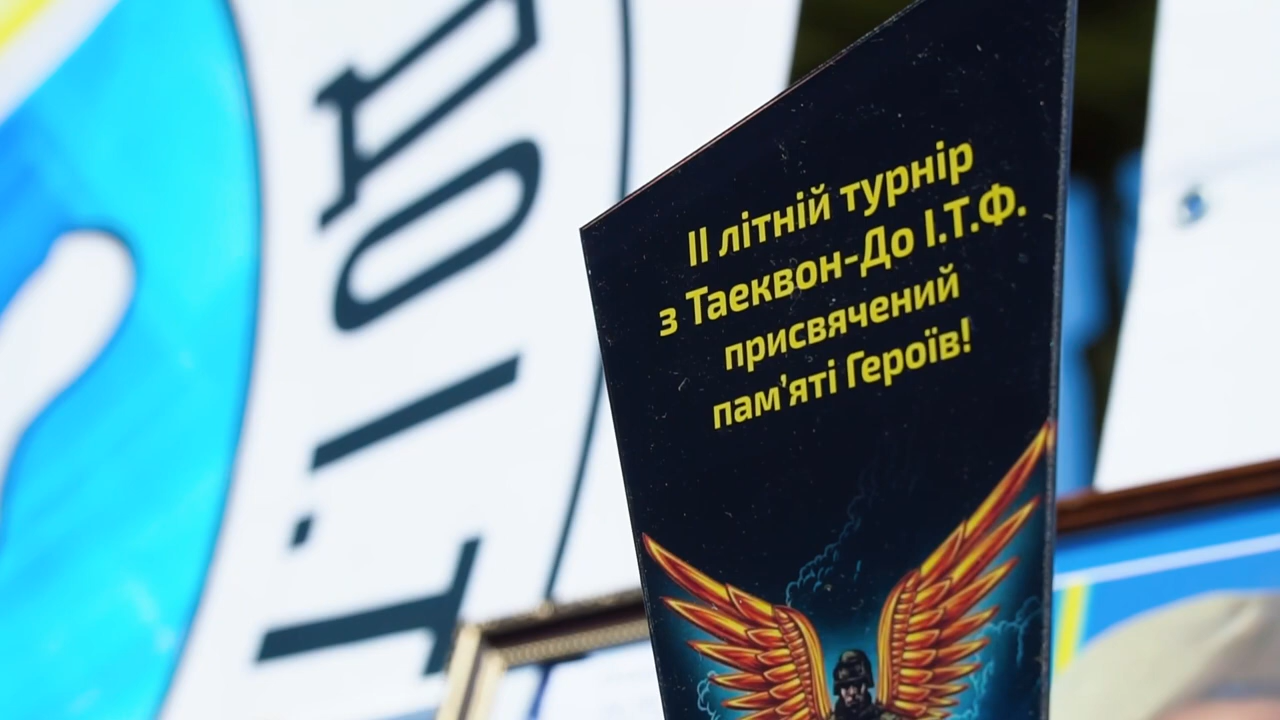 II літній турнір
з Таеквон-До І.Т.Ф.
присвячений
пам'яті Героїв!